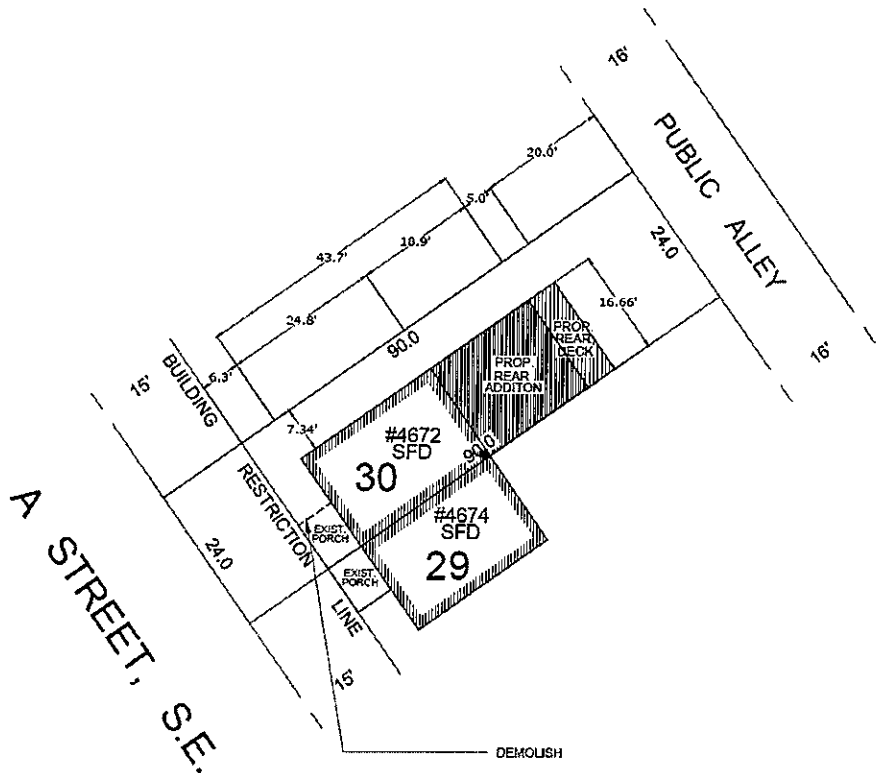 16'
PUBLIC ALLEY
20.0'
5.0'
18.9'
43.7'
24.8'
24.0
16.66'
90.0
16'
15'
BUILDING
6.3'
7.34'
PROP.
REAR
DECK
PROP.
REAR
ADDITON
#4672
SFD
30
90.0
RESTRICTION
#4674
SFD
29
EXIST.
PORCH
EXIST.
PORCH
24.0
LINE
15'
A STREET, S.E.
DEMOLISH